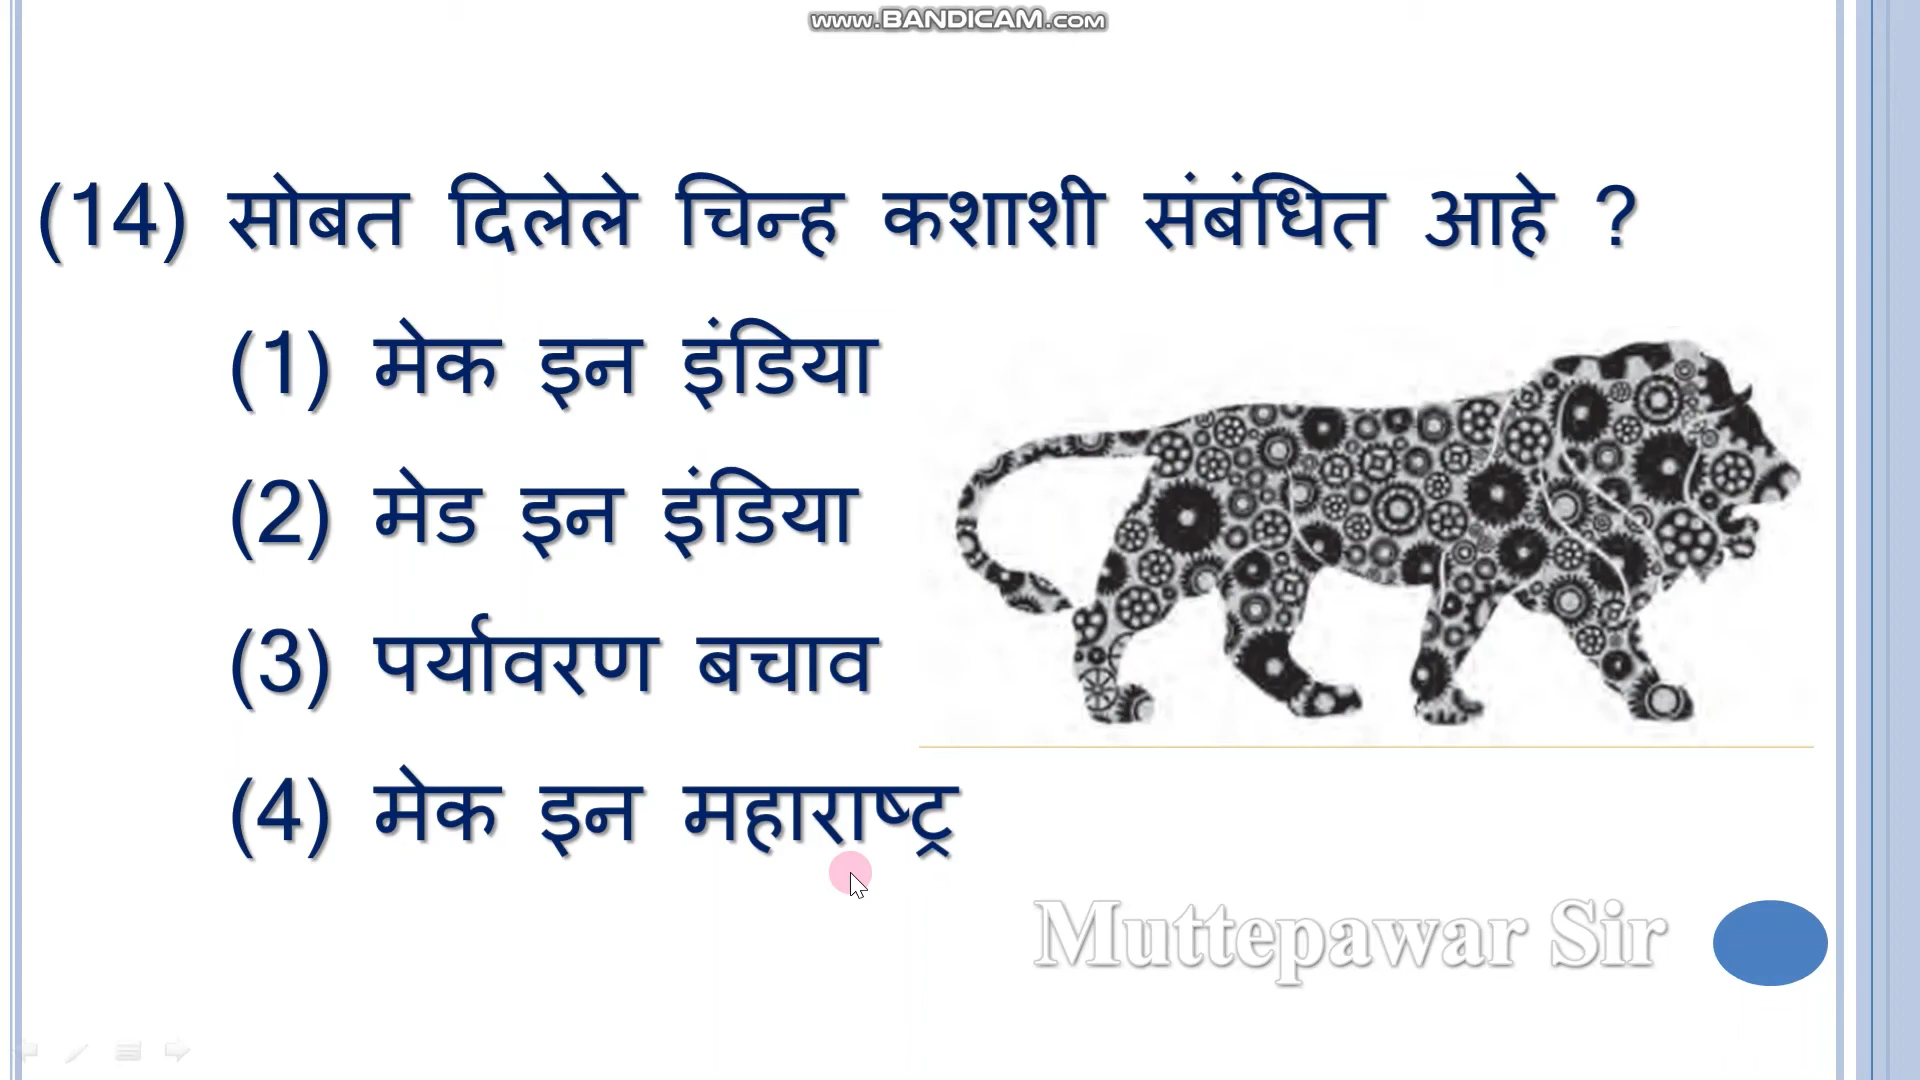 www.BANDICAM.com
(14) सोबत दिलेले चिन्ह कशाशी संबंधित आहे ?
(1) मेक इन इंडिया
(2) मेड इन इंडिया
(3) पर्यावरण बचाव
(4) मेक इन महाराष्ट्र
Muttepawar Sir